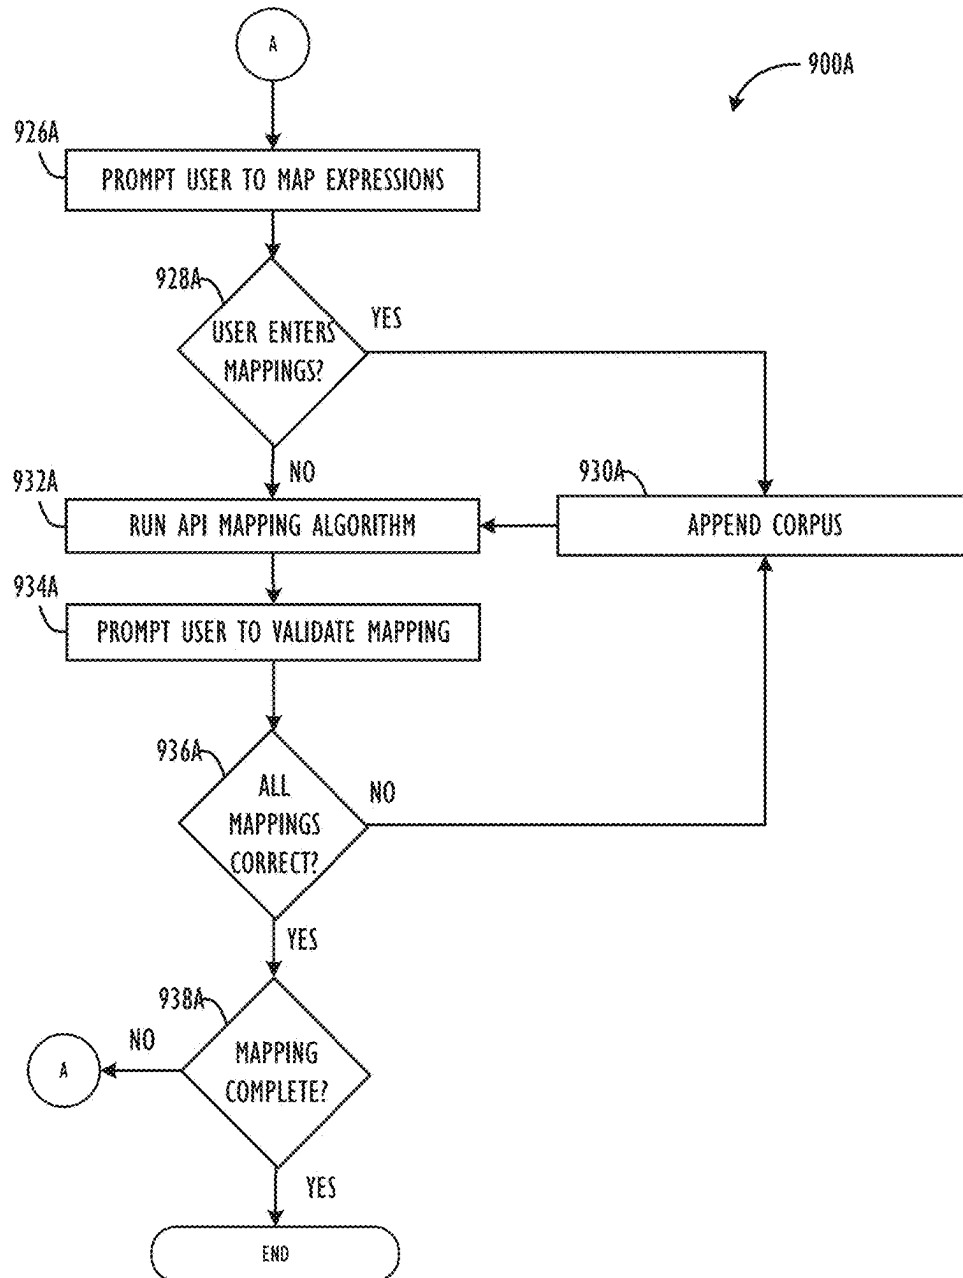 A
900A
926A
PROMPT USER TO MAP EXPRESSIONS
928A
USER ENTERS
MAPPINGS?
YES
NO
932A
RUN API MAPPING ALGORITHM
930A
APPEND CORPUS
934A
PROMPT USER TO VALIDATE MAPPING
936A
ALL
MAPPINGS
CORRECT?
NO
YES
938A
MAPPING
COMPLETE?
NO
A
YES
END